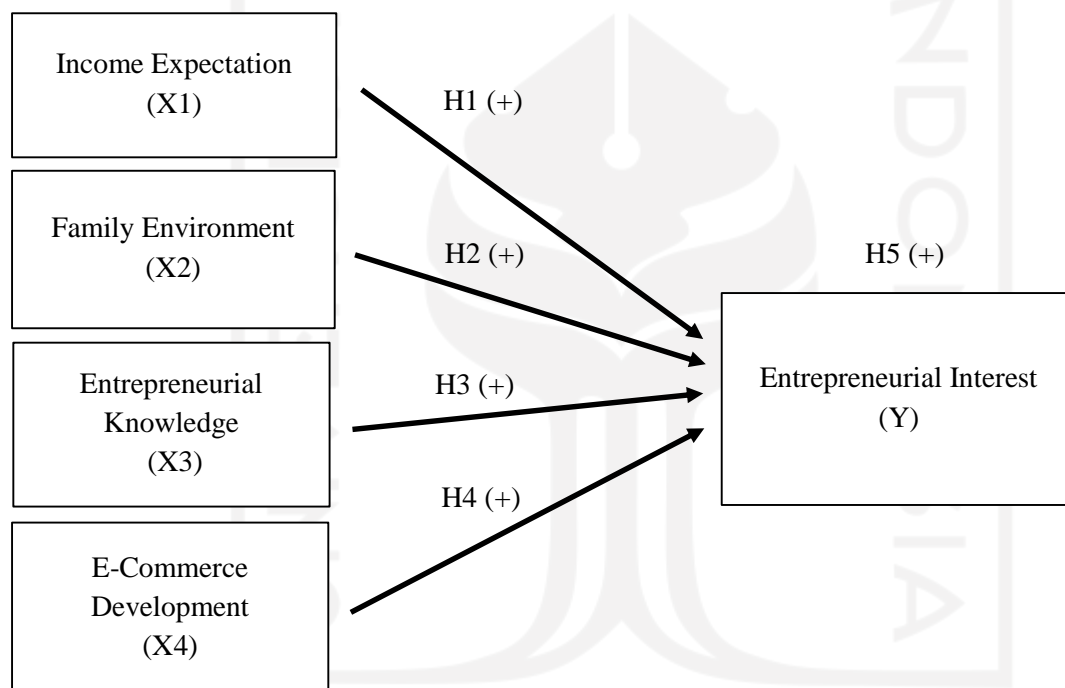 Income Expectation
(X1)
H1 (+)
Family Environment
(X2)
H2 (+)
H5 (+)
Entrepreneurial
Knowledge
(X3)
H3 (+)
Entrepreneurial Interest
(Y)
H4 (+)
E-Commerce
Development
(X4)